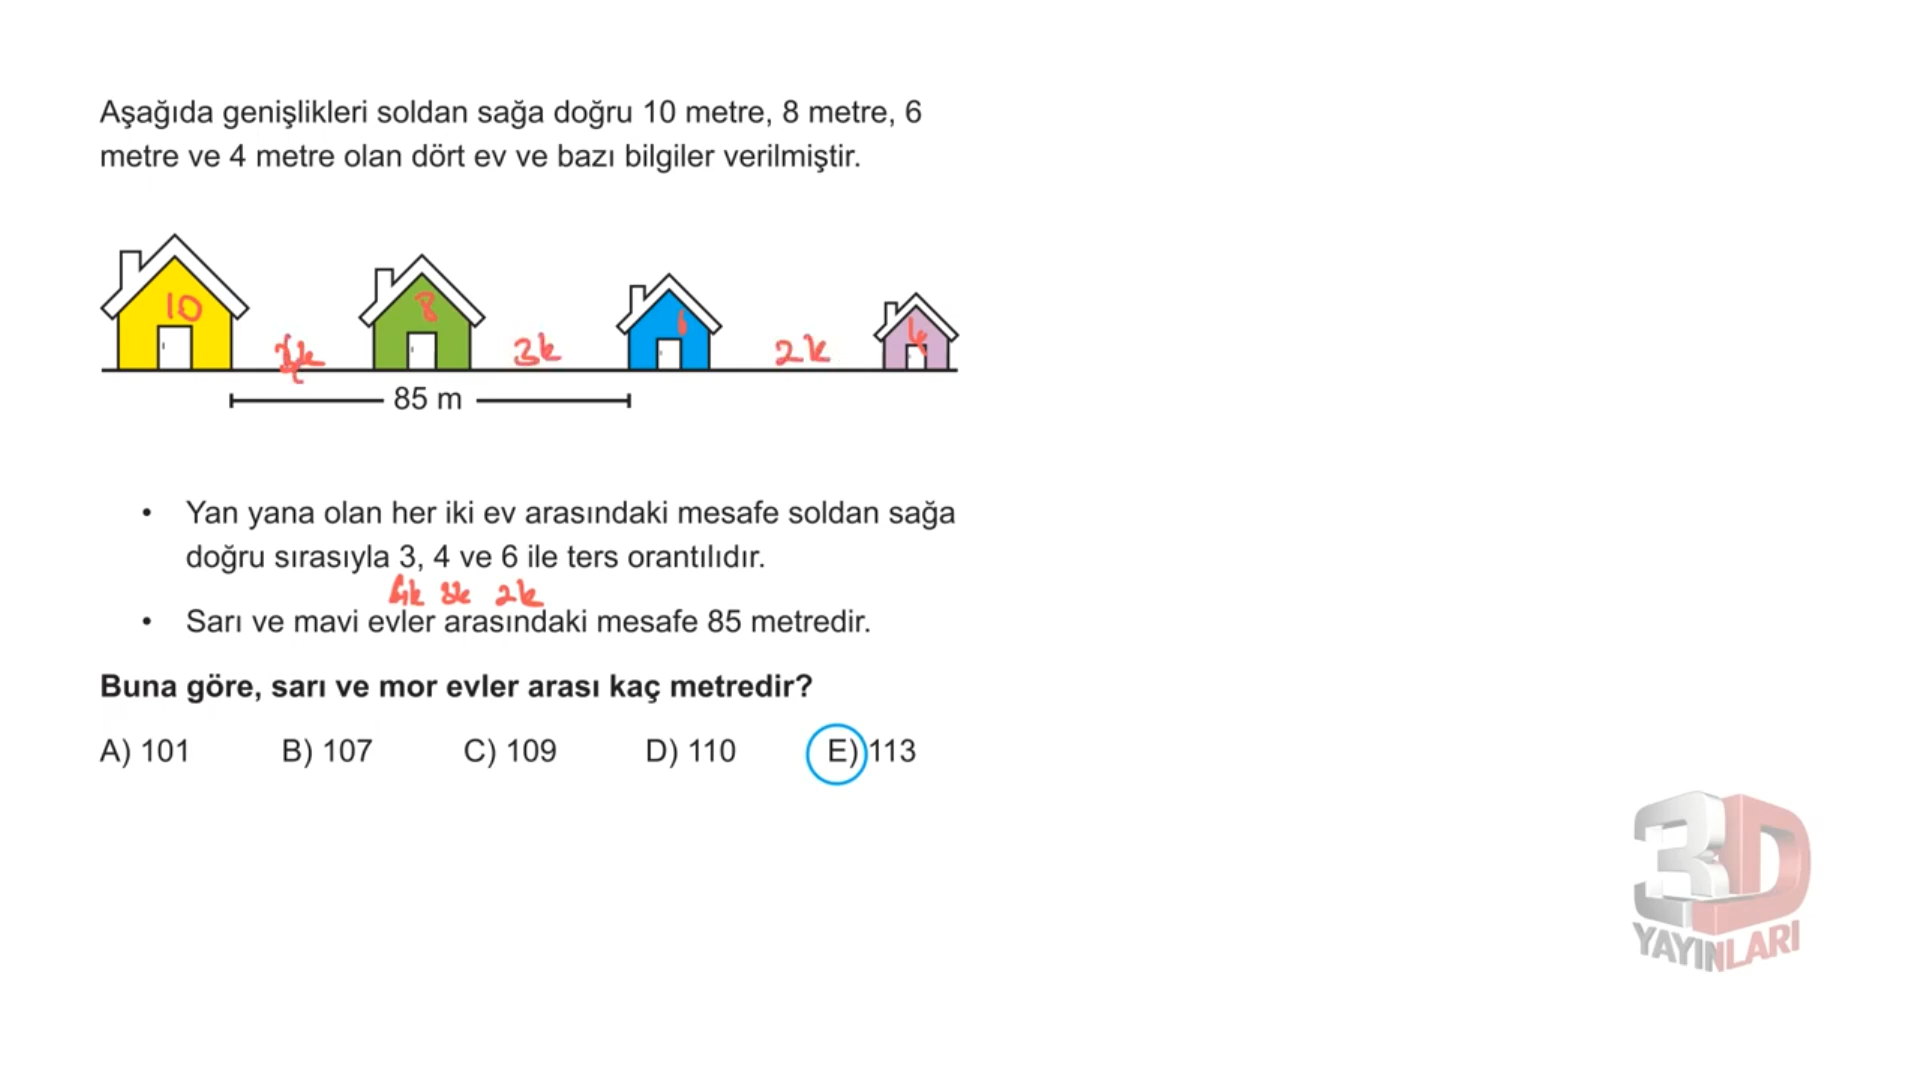 Aşağıda genişlikleri soldan sağa doğru 10 metre, 8 metre, 6
metre ve 4 metre olan dört ev ve bazı bilgiler verilmiştir.
10
8
6
4
3k
2k
85 m
• Yan yana olan her iki ev arasındaki mesafe soldan sağa
doğru sırasıyla 3, 4 ve 6 ile ters orantılıdır.
4k 3k 2k
• Sarı ve mavi evler arasındaki mesafe 85 metredir.
Buna göre, sarı ve mor evler arası kaç metredir?
A) 101 B) 107 C) 109 D) 110 E) 113
3D
YAYINLARI